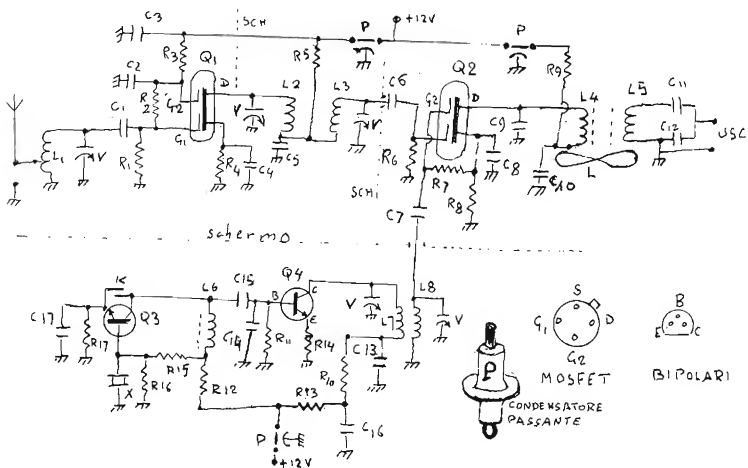 C3
SCH
P
+12V
P
C2
R3
Q1
R5
Q2
R9
D
L2
L3
C6
G2
D
L4
L5
C11
C1
R2
G2
V
V
C9
C12
USC
L1
V
R1
G1
R4
C4
C5
R6
R7
C8
C10
L
SCH
R8
C7
schermo
K
L6
C15
Q4
C
L8
S
B
C17
R17
Q3
B
E
V
L7
V
G1
D
E
C
C14
R11
R14
C13
G2
X
R16
R15
R12
R10
P
MOSFET
BIPOLARI
R13
CONDENSATORE
PASSANTE
P
C16
+12V